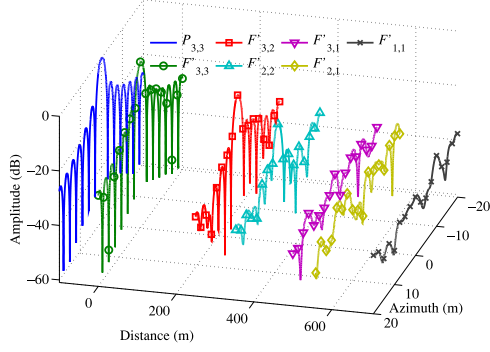 P3,3 F'3,2 F'3,1 F'1,1
F'3,3 F'2,2 F'2,1
0
−20
−40
−60
Amplitude (dB)
0
200
400
600
Distance (m)
−20
−10
0
10
20
Azimuth (m)